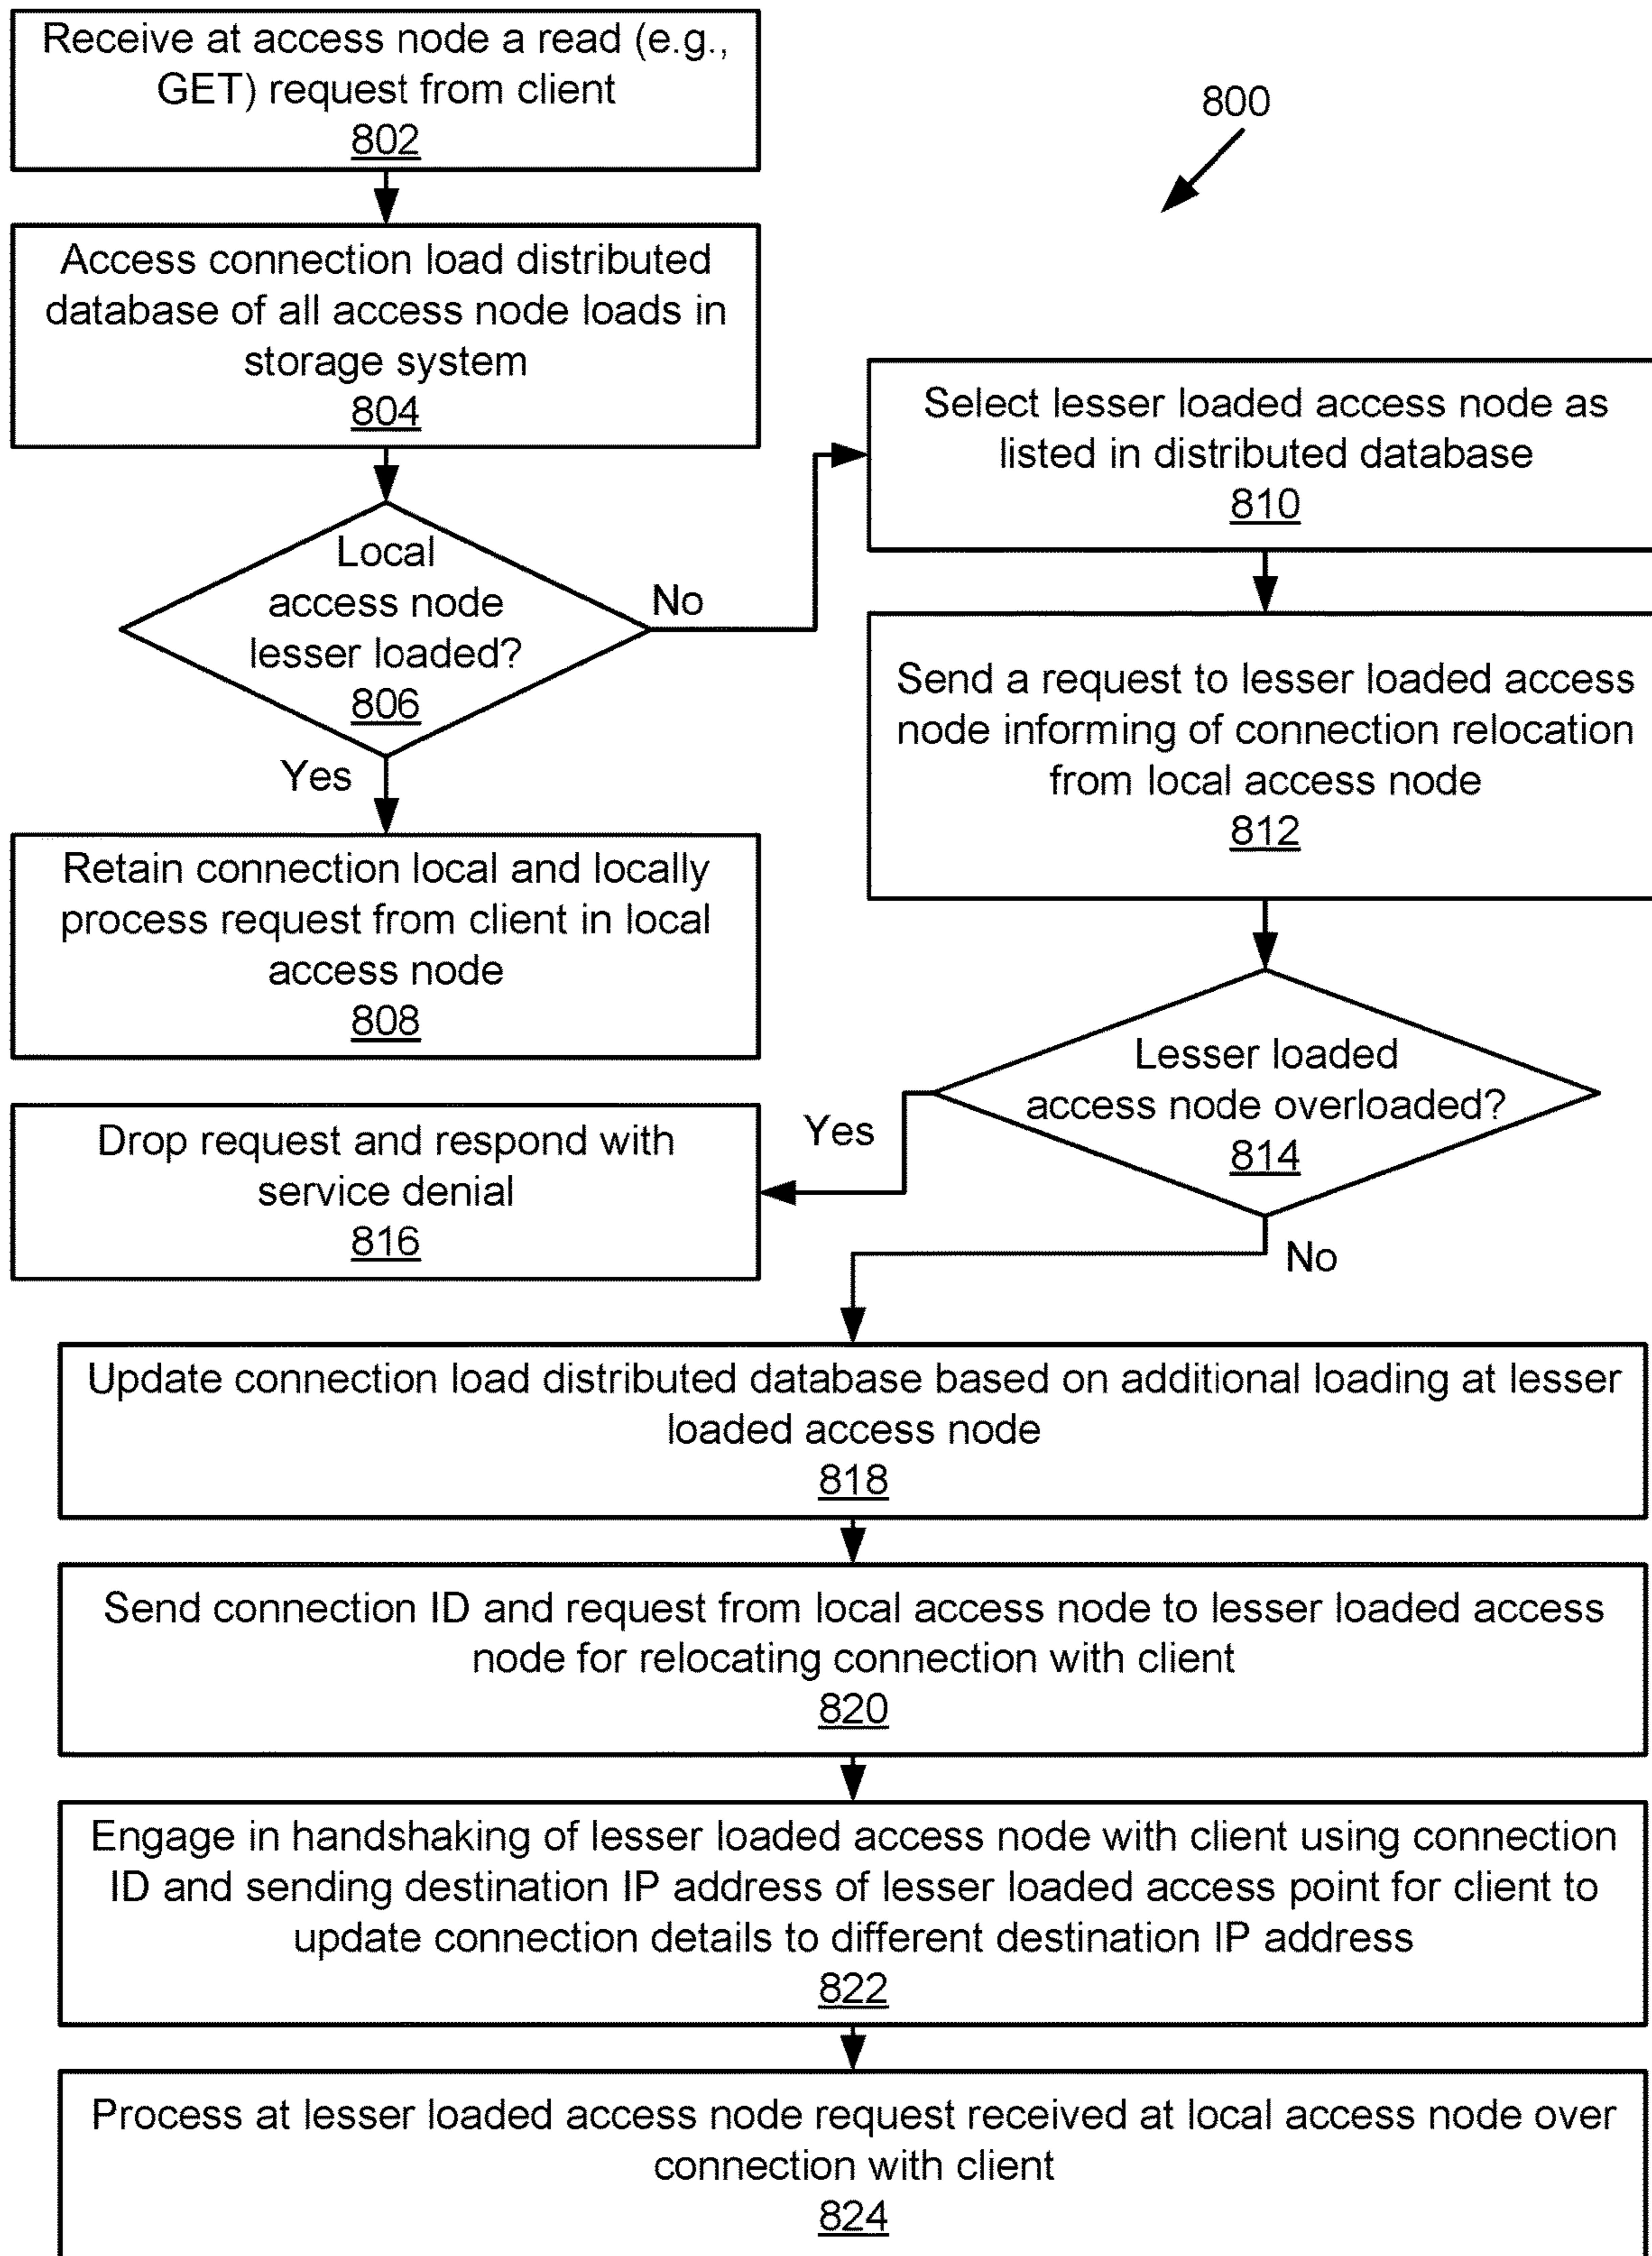 Receive at access node a read (e.g.,
GET) request from client
802
800
Access connection load distributed
database of all access node loads in
storage system
804
Local
access node
lesser loaded?
806
No
Yes
Retain connection local and locally
process request from client in local
access node
808
Select lesser loaded access node as
listed in distributed database
810
Send a request to lesser loaded access
node informing of connection relocation
from local access node
812
Lesser loaded
access node overloaded?
814
Yes
No
Drop request and respond with
service denial
816
Update connection load distributed database based on additional loading at lesser
loaded access node
818
Send connection ID and request from local access node to lesser loaded access
node for relocating connection with client
820
Engage in handshaking of lesser loaded access node with client using connection
ID and sending destination IP address of lesser loaded access point for client to
update connection details to different destination IP address
822
Process at lesser loaded access node request received at local access node over
connection with client
824